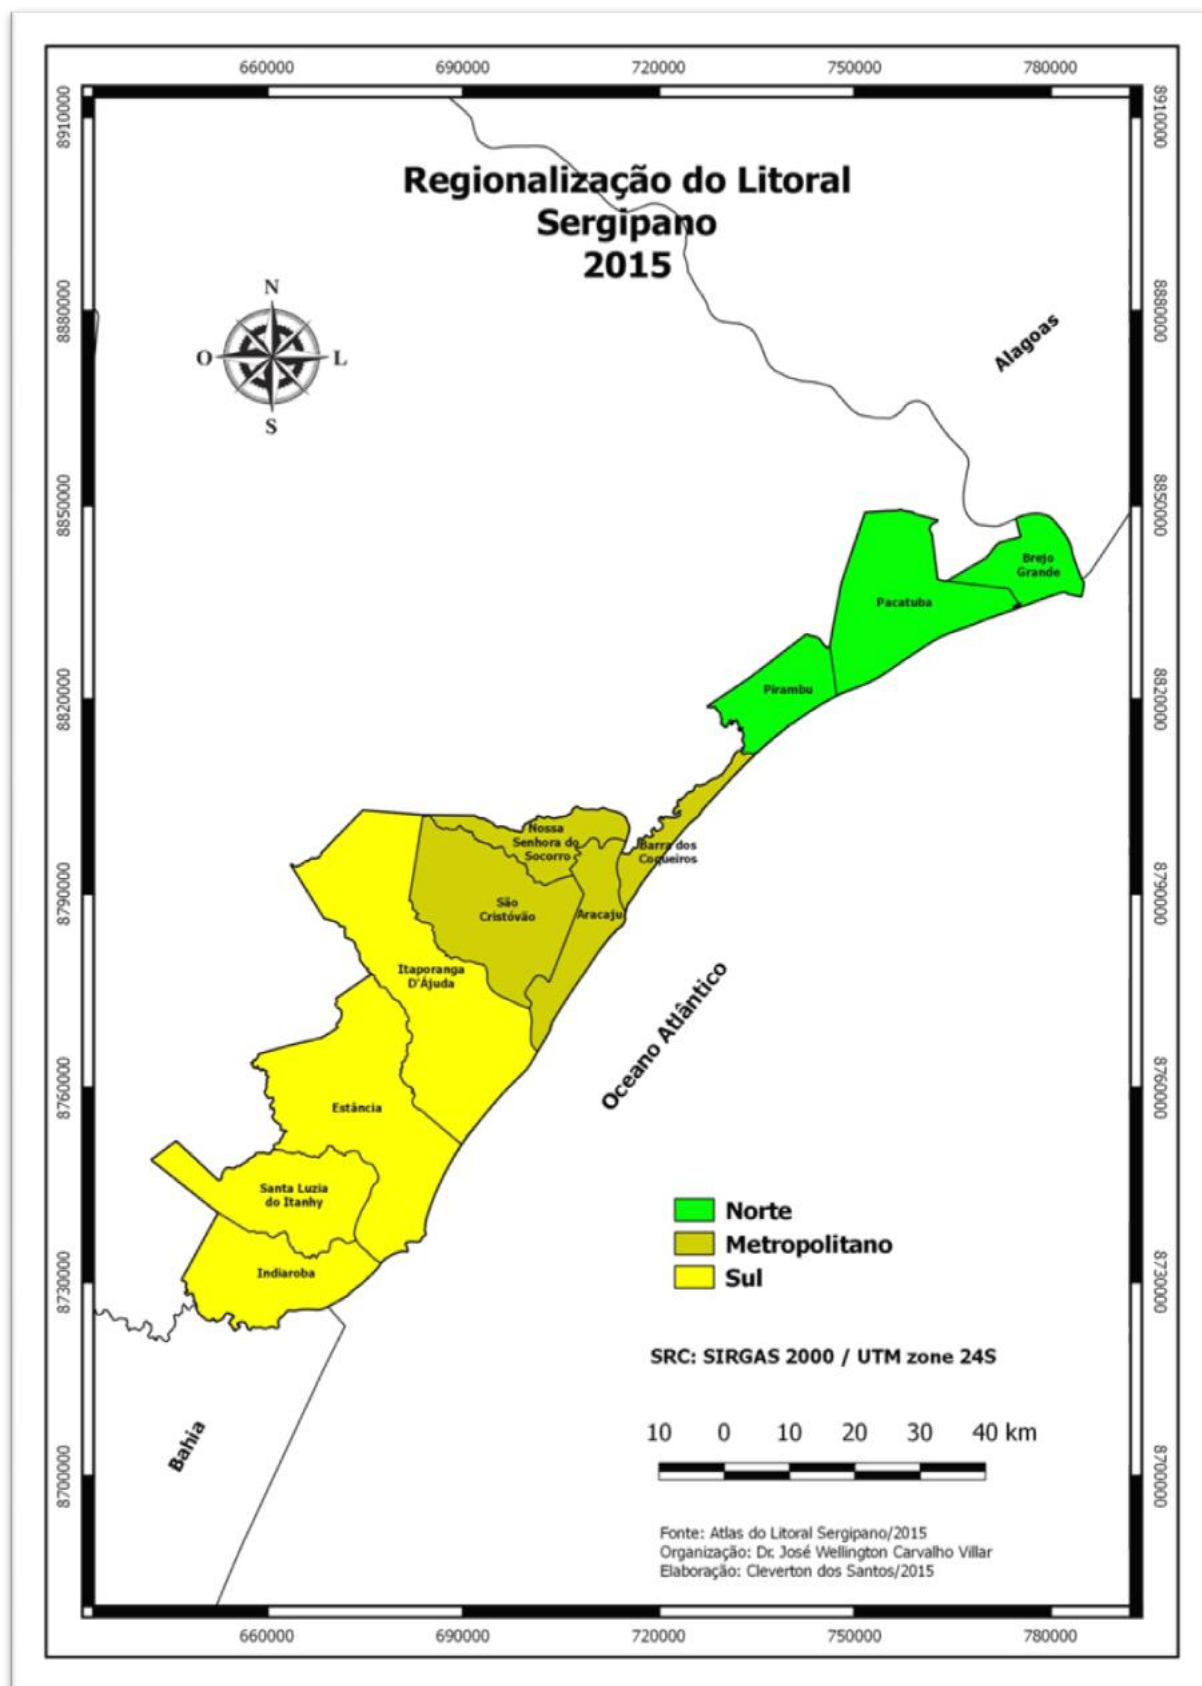 660000 690000 720000 750000 780000
Regionalização do Litoral
Sergipano
2015
N
O L
S
Alagoas
8910000
8880000
8850000
8820000
8790000
8760000
8730000
8700000
8910000
8880000
8850000
8820000
8790000
8760000
8730000
8700000
Brejo
Grande
Pacatuba
Pirambu
Nossa
Senhora do
Socorro
Barra dos
Coqueiros
São
Cristóvão
Aracaju
Itaporanga
D'Ájuda
Oceano Atlântico
Estância
Santa Luzia
do Itanhy
Indiaroba
Bahia
Norte
Metropolitano
Sul
SRC: SIRGAS 2000 / UTM zone 24S
10 0 10 20 30 40 km
Fonte: Atlas do Litoral Sergipano/2015
Organização: Dr. José Wellington Carvalho Villar
Elaboração: Cleverton dos Santos/2015
660000 690000 720000 750000 780000